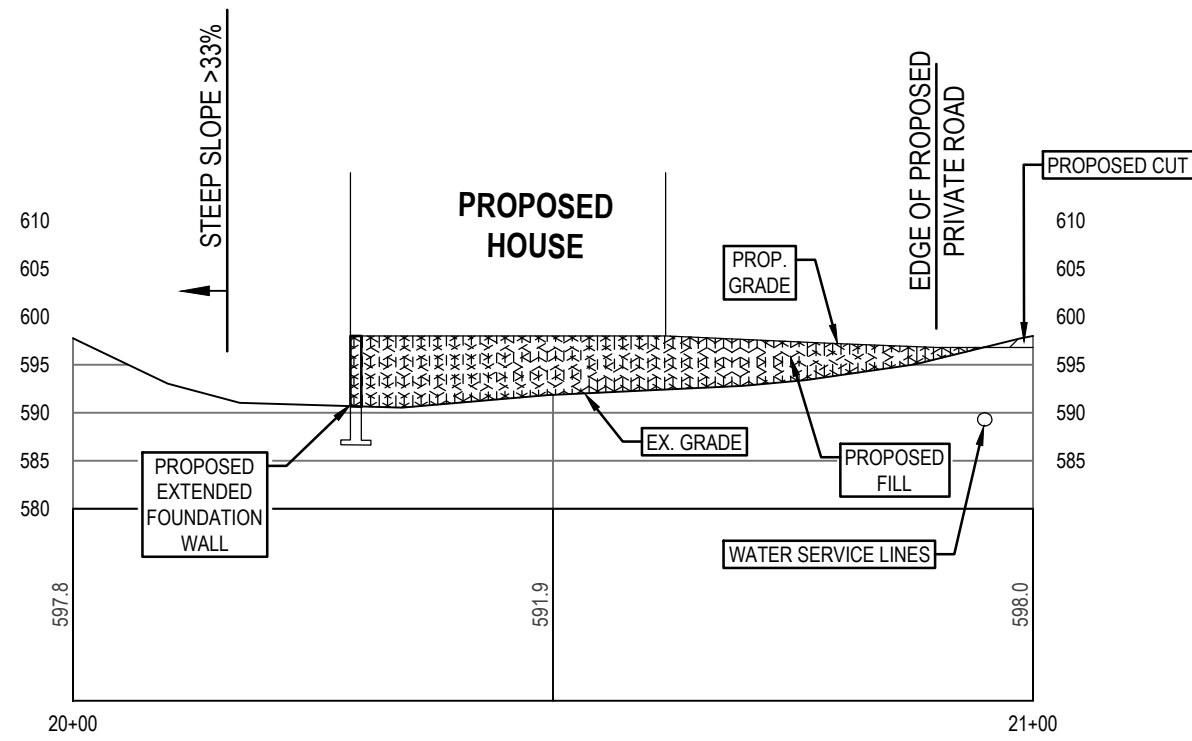 STEEP SLOPE >33%
EDGE OF PROPOSED
PRIVATE ROAD
PROPOSED CUT
PROPOSED
HOUSE
PROP.
GRADE
610
605
600
595
590
585
580
610
605
600
595
590
585
EX. GRADE
PROPOSED
FILL
PROPOSED
EXTENDED
FOUNDATION
WALL
WATER SERVICE LINES
597.8
591.9
598.0
20+00
21+00